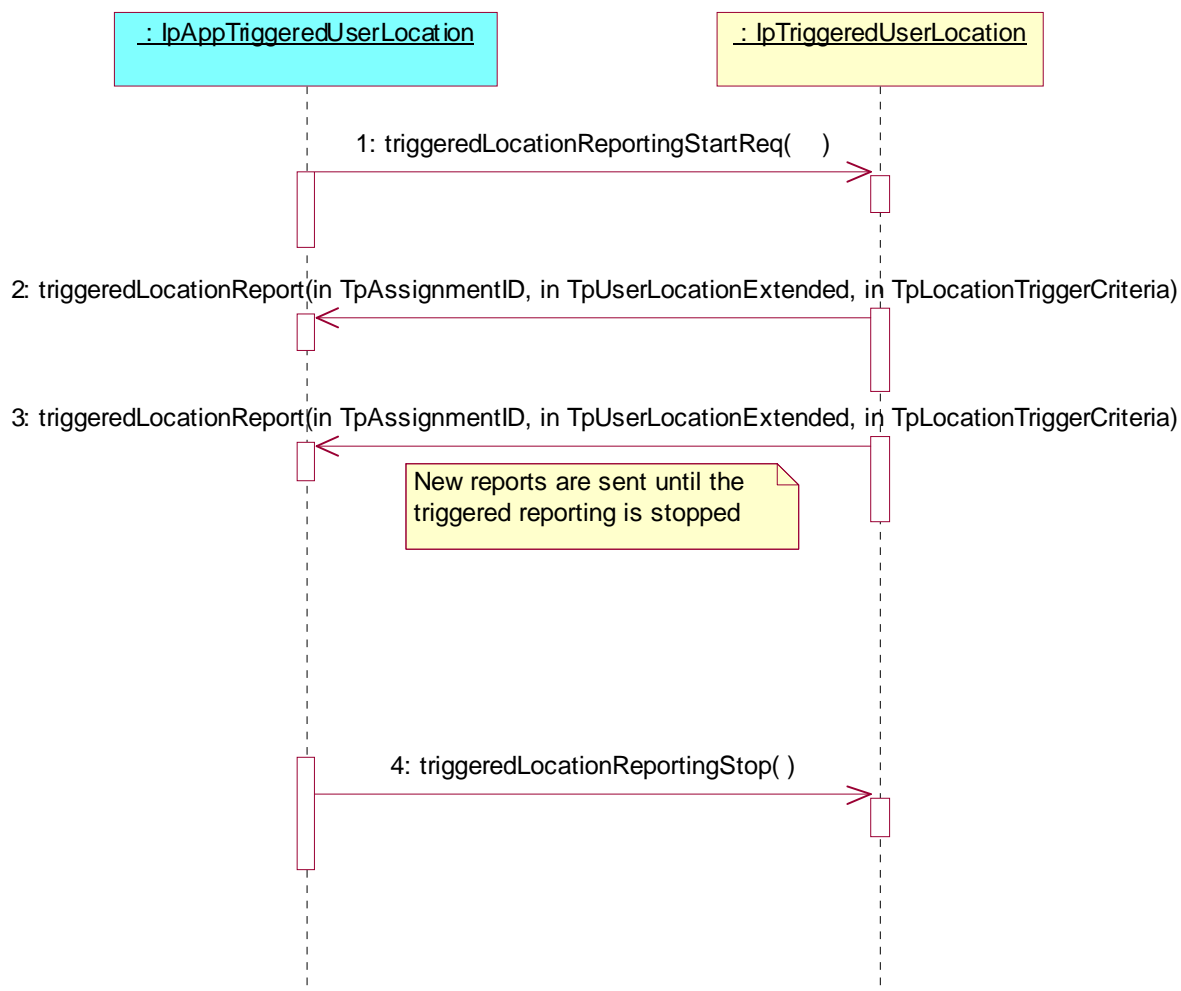 : IpAppTriggeredUserLocation
: IpTriggeredUserLocation
1: triggeredLocationReportingStartReq(    )
2: triggeredLocationReport(in TpAssignmentID, in TpUserLocationExtended, in TpLocationTriggerCriteria)
3: triggeredLocationReport(in TpAssignmentID, in TpUserLocationExtended, in TpLocationTriggerCriteria)
New reports are sent until the
triggered reporting is stopped
4: triggeredLocationReportingStop( )